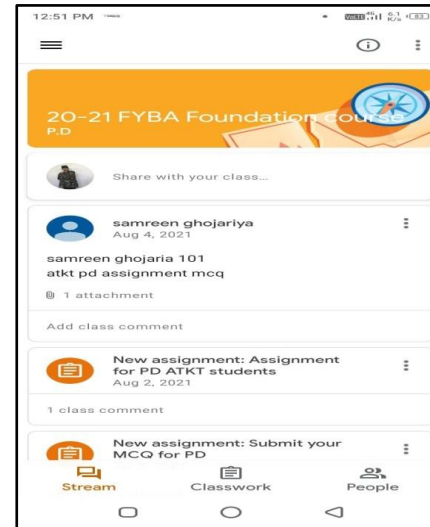 12:51 PM
20-21 FYBA Foundation course
P.D
Share with your class...
samreen ghojariya
Aug 4, 2021
samreen ghojaria 101
atkt pd assignment mcq
1 attachment
Add class comment
New assignment: Assignment
for PD ATKT students
Aug 2, 2021
1 class comment
New assignment: Submit your
MCQ for PD
Stream Classwork People